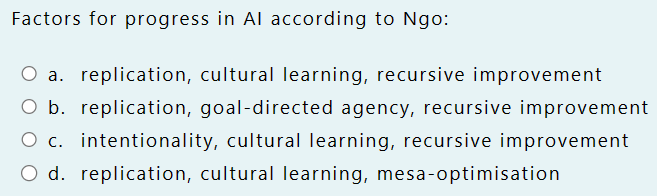 Factors for progress in AI according to Ngo:
a. replication, cultural learning, recursive improvement
b. replication, goal-directed agency, recursive improvement
c. intentionality, cultural learning, recursive improvement
d. replication, cultural learning, mesa-optimisation